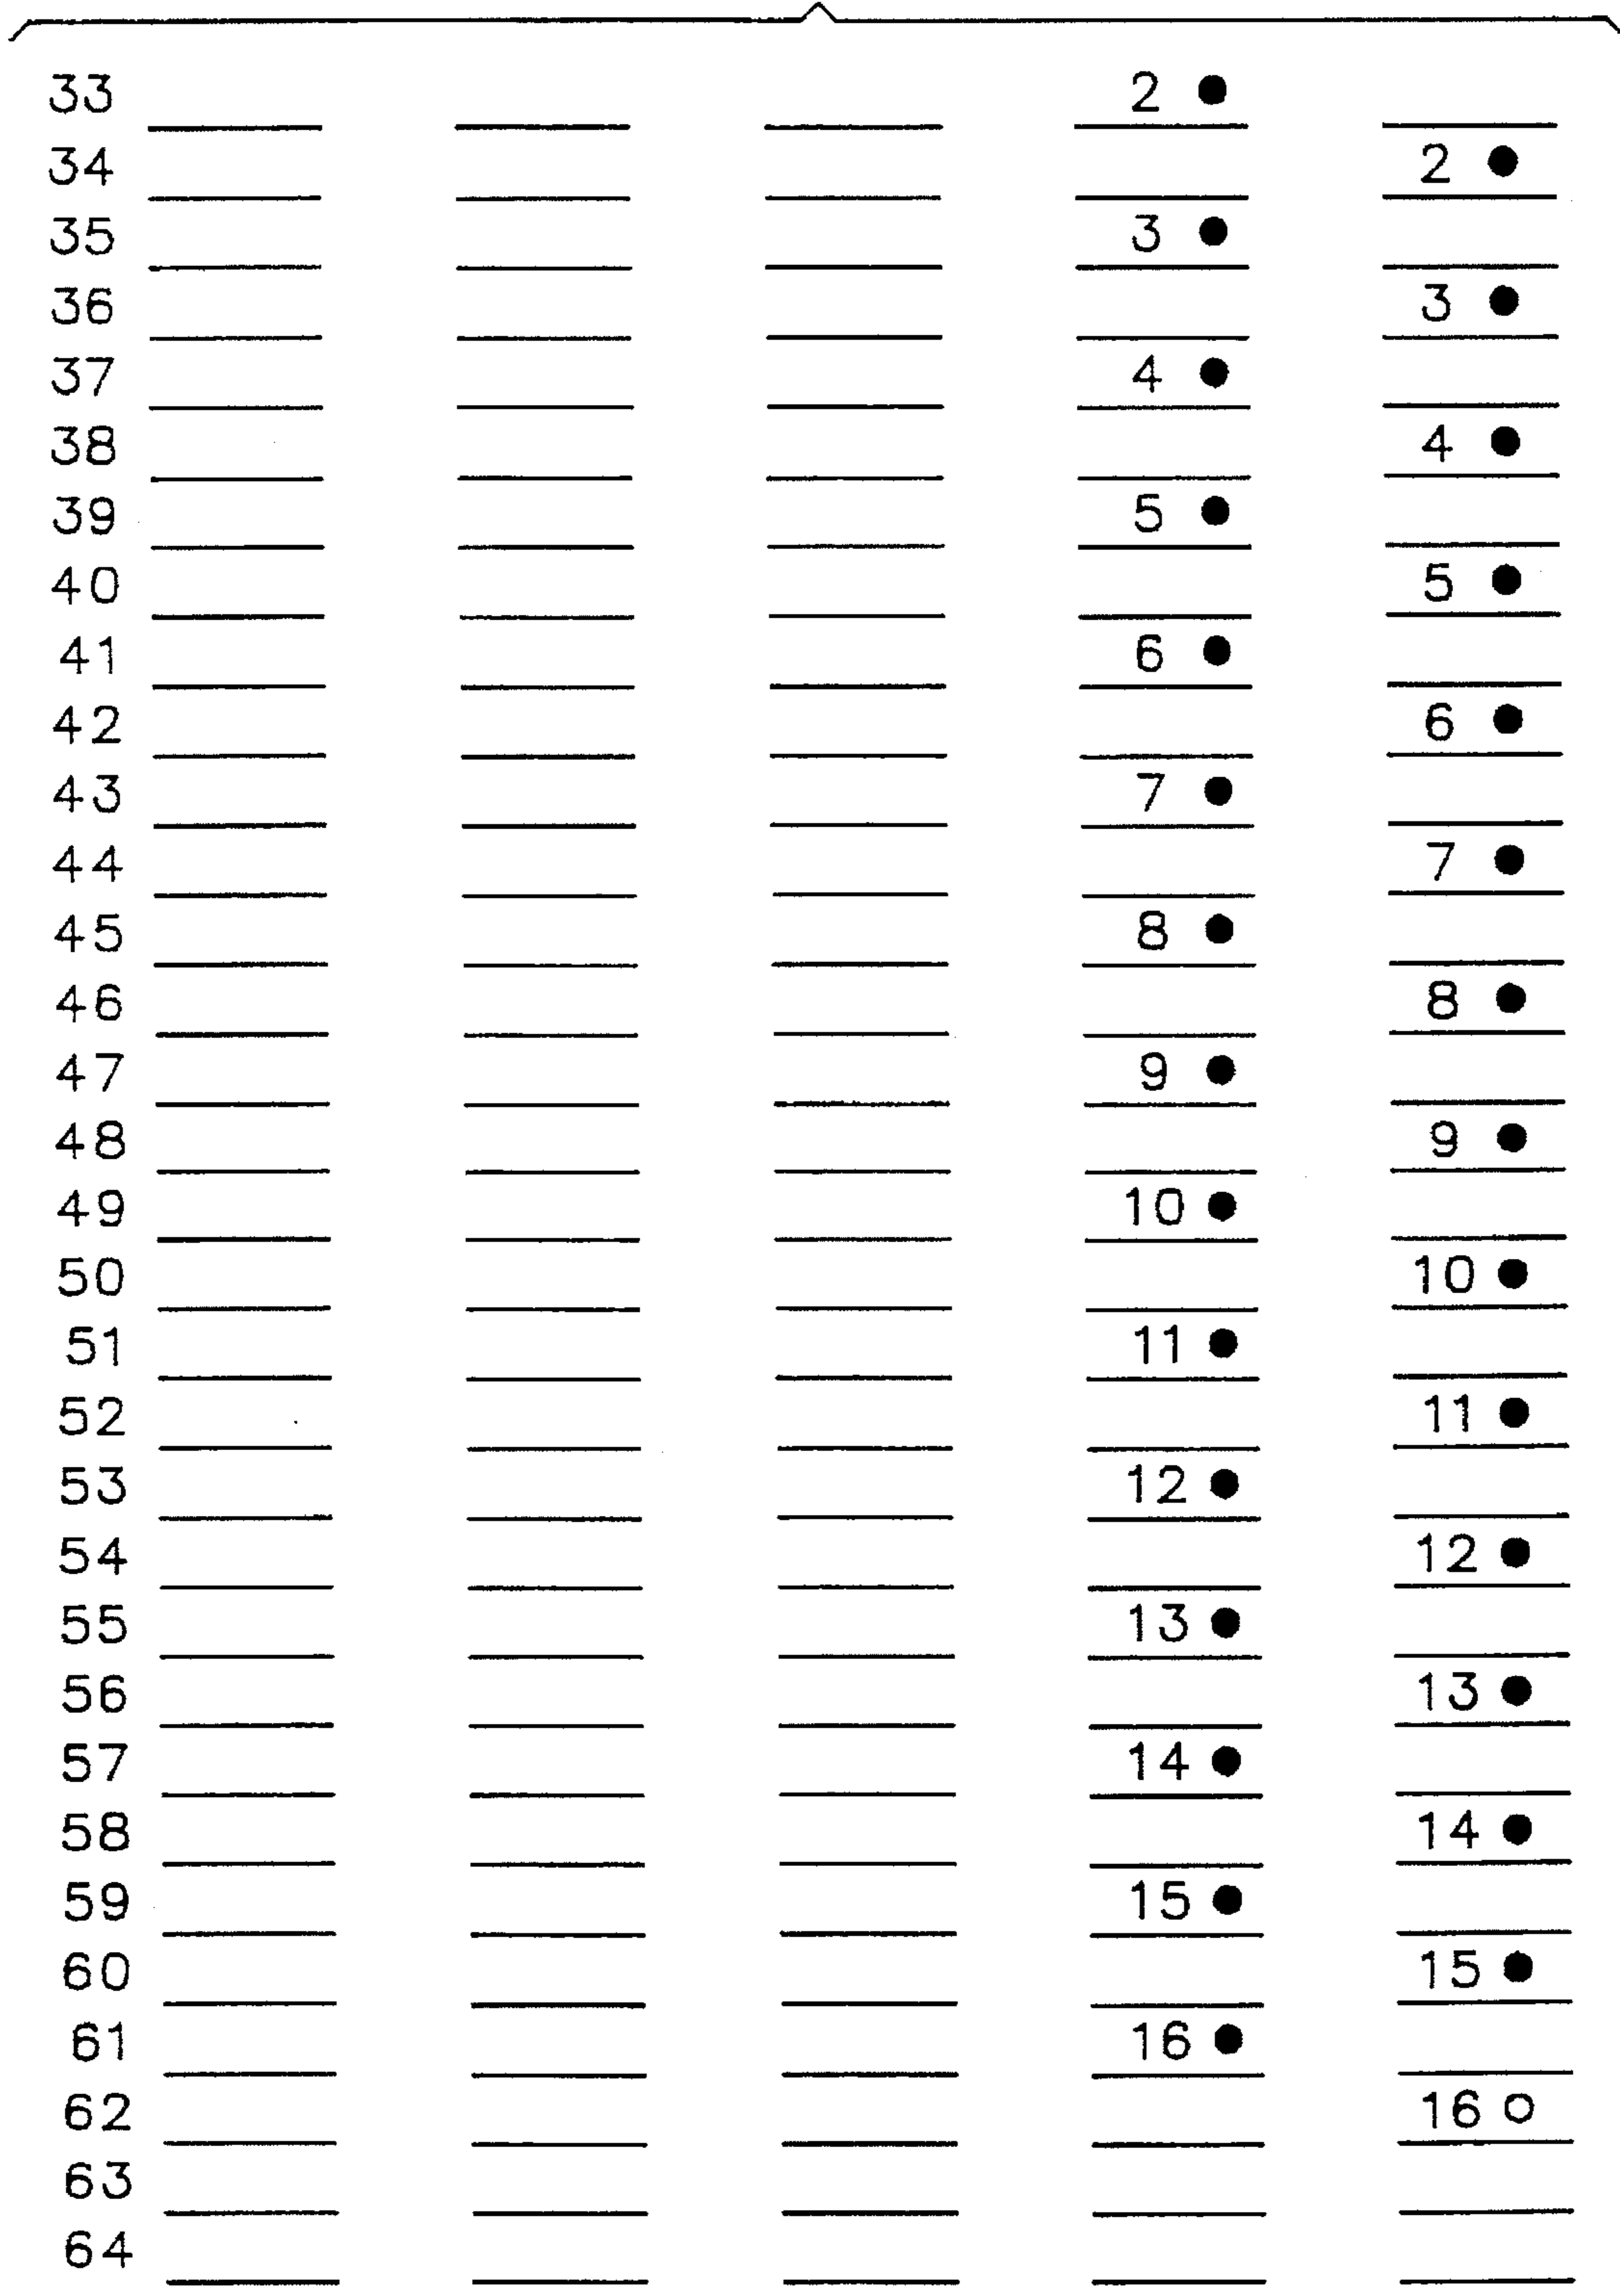 33 2 ●
34 2 ●
35 3 ●
36 3 ●
37 4 ●
38 4 ●
39 5 ●
40 5 ●
41 6 ●
42 6 ●
43 7 ●
44 7 ●
45 8 ●
46 8 ●
47 9 ●
48 9 ●
49 10 ●
50 10 ●
51 11 ●
52 11 ●
53 12 ●
54 12 ●
55 13 ●
56 13 ●
57 14 ●
58 14 ●
59 15 ●
60 15 ●
61 16 ●
62 16 ○
63
64